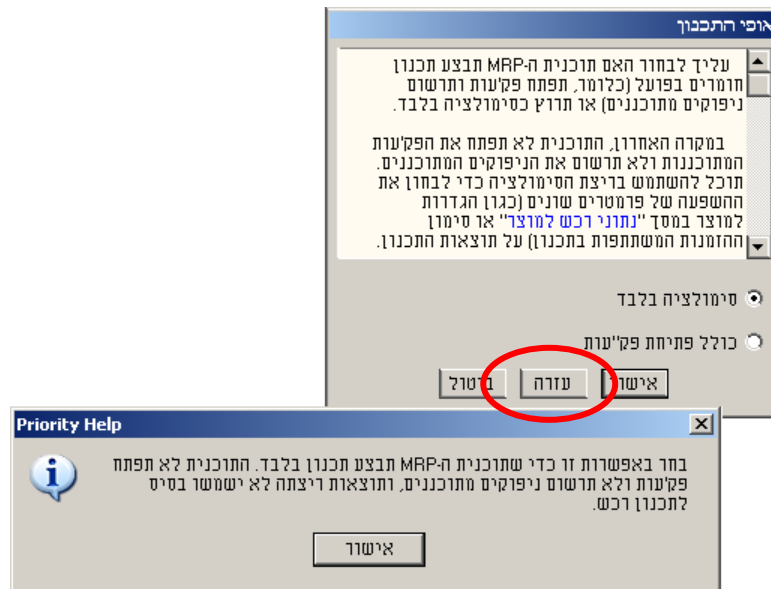 אופי התכנון
עליך לבחור האם תוכנית ה-MRP תבצע תכנון
חומרים בפועל (כלומר, תפתח פק'עות ותרשום
ניפוקים מתוכננים) או תרוץ כסימולציה בלבד.
במקרה האחרון, התוכנית לא תפתח את הפק'עות
המתוכננות ולא תרשום את הניפוקים המתוכננים.
תוכל להשתמש בריצת הסימולציה כדי לבחון את
ההשפעה של פרמטרים שונים (כגון הגדרות
למוצר במסך "נתוני רכש למוצר" או סימון
ההזמנות המשתתפות בתכנון) על תוצאות התכנון.
סימולציה בלבד
כולל פתיחת פק"עות
אישור עזרה ביטול
Priority Help
בחר באפשרות זו כדי שתוכנית ה-MRP תבצע תכנון בלבד. התוכנית לא תפתח
פק'עות ולא תרשום ניפוקים מתוכננים, ותוצאות ריצתה לא ישמשו בסיס
לתכנון רכש.
אישור